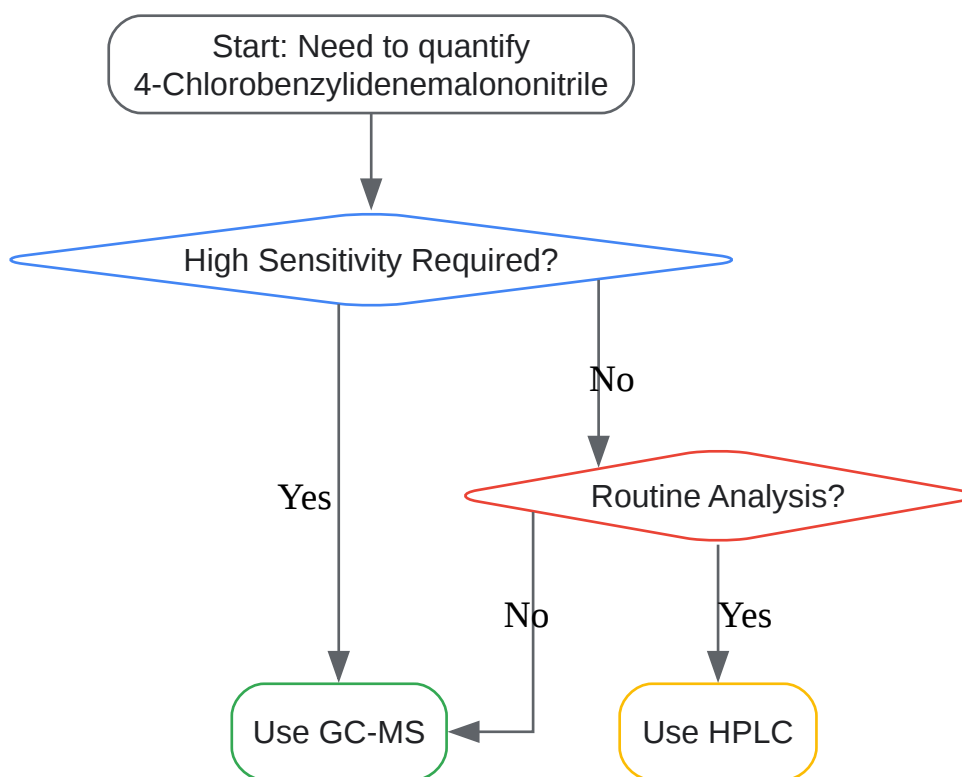 Start: Need to quantify
4-Chlorobenzylidenemalononitrile
High Sensitivity Required?
No
Yes
Routine Analysis?
No
Yes
Use GC-MS
Use HPLC